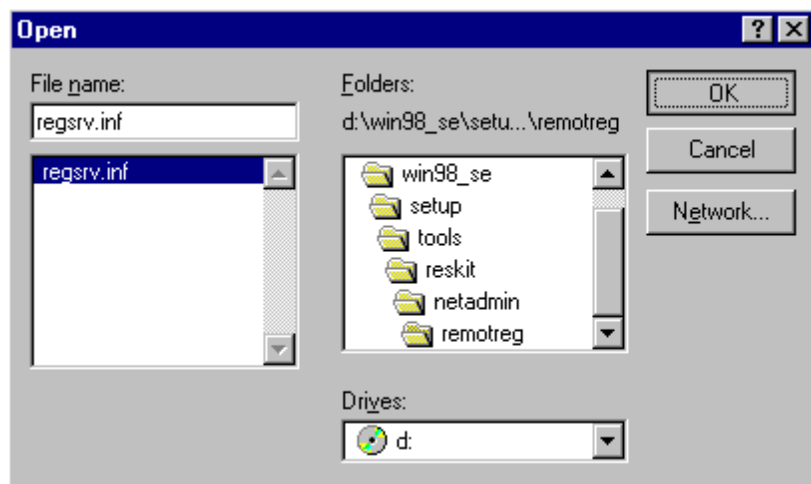 Open
File name:
regsrv.inf
regsrv.inf
Folders:
d:\win98_se\setu...\remotreg
win98_se
setup
tools
reskit
netadmin
remotreg
Drives:
d:
OK
Cancel
Network...